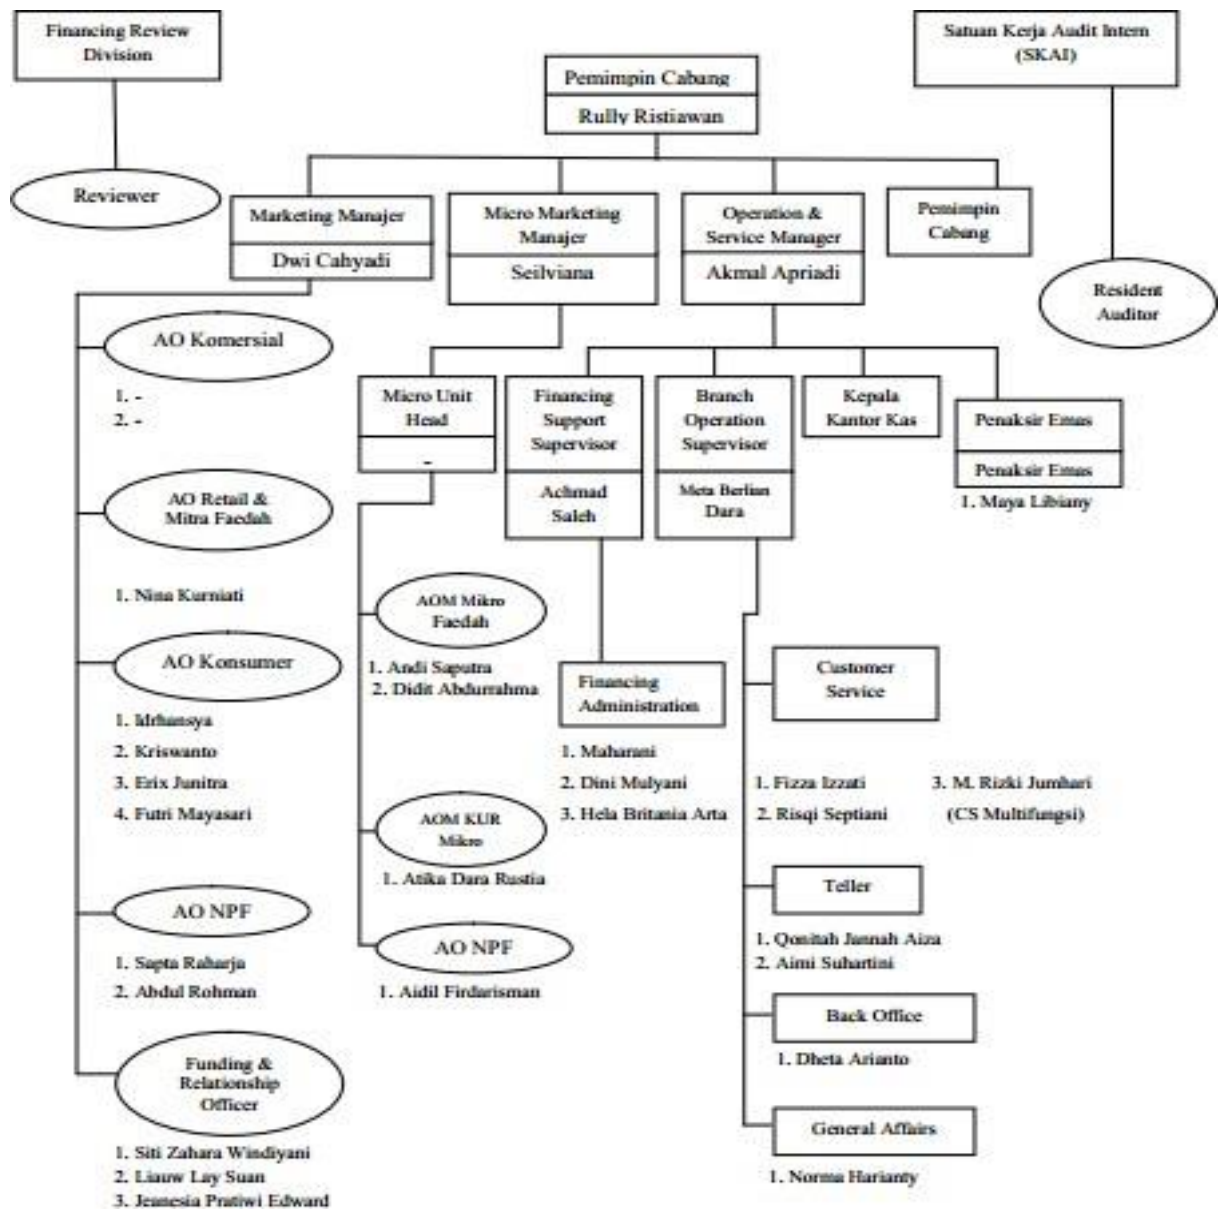 Financing Review
Division
Satuan Kerja Audit Intern
(SKAI)
Pemimpin Cabang
Rully Ristiawan
Reviewer
Marketing Manajer
Dwi Cahyadi
Micro Marketing
Manajer
Seilviana
Operation &
Service Manager
Akmal Apriadi
Pemimpin
Cabang
Resident
Auditor
AO Komersial
1. -
2. -
AO Retail &
Mitra Faedah
1. Nina Kurniati
AO Konsumer
1. Idrhansya
2. Kriswanto
3. Erix Junitra
4. Futri Mayasari
AO NPF
1. Sapta Raharja
2. Abdul Rohman
Funding &
Relationship
Officer
1. Siti Zahara Windiyani
2. Liauw Lay Suan
3. Jeanesia Pratiwi Edward
Micro Unit
Head
-
AOM Mikro
Faedah
1. Andi Saputra
2. Didit Abdurrahma
AOM KUR
Mikro
1. Atika Dara Rustia
AO NPF
1. Aidil Firdarisman
Financing
Support
Supervisor
Achmad
Saleh
Financing
Administration
1. Maharani
2. Dini Mulyani
3. Hela Britania Arta
Branch
Operation
Supervisor
Meta Berlian
Dara
Customer
Service
1. Fizza Izzati
2. Risqi Septiani
3. M. Rizki Jumhari
(CS Multifungsi)
Teller
1. Qonitah Jannah Aiza
2. Aimi Suhartini
Back Office
1. Dheta Arianto
General Affairs
1. Norma Harianty
Kepala
Kantor Kas
Penaksir Emas
Penaksir Emas
1. Maya Libiany